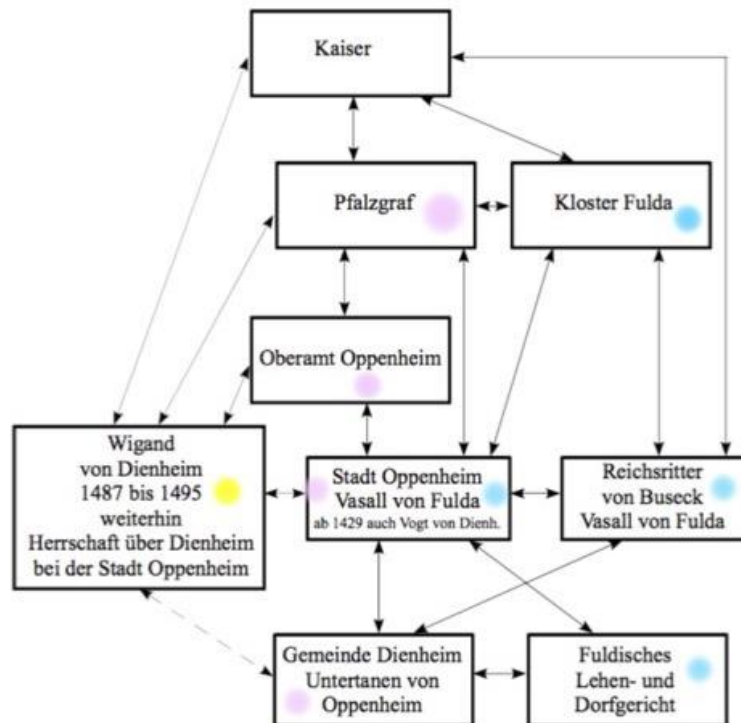 Kaiser
Pfalzgraf
Kloster Fulda
Oberamt Oppenheim
Wigand
von Dienheim
1487 bis 1495
weiterhin
Herrschaft über Dienheim
bei der Stadt Oppenheim
Stadt Oppenheim
Vasall von Fulda
ab 1429 auch Vogt von Dienh.
Reichsritter
von Buseck
Vasall von Fulda
Gemeinde Dienheim
Untertanen von
Oppenheim
Fuldisches
Lehen- und
Dorfgericht